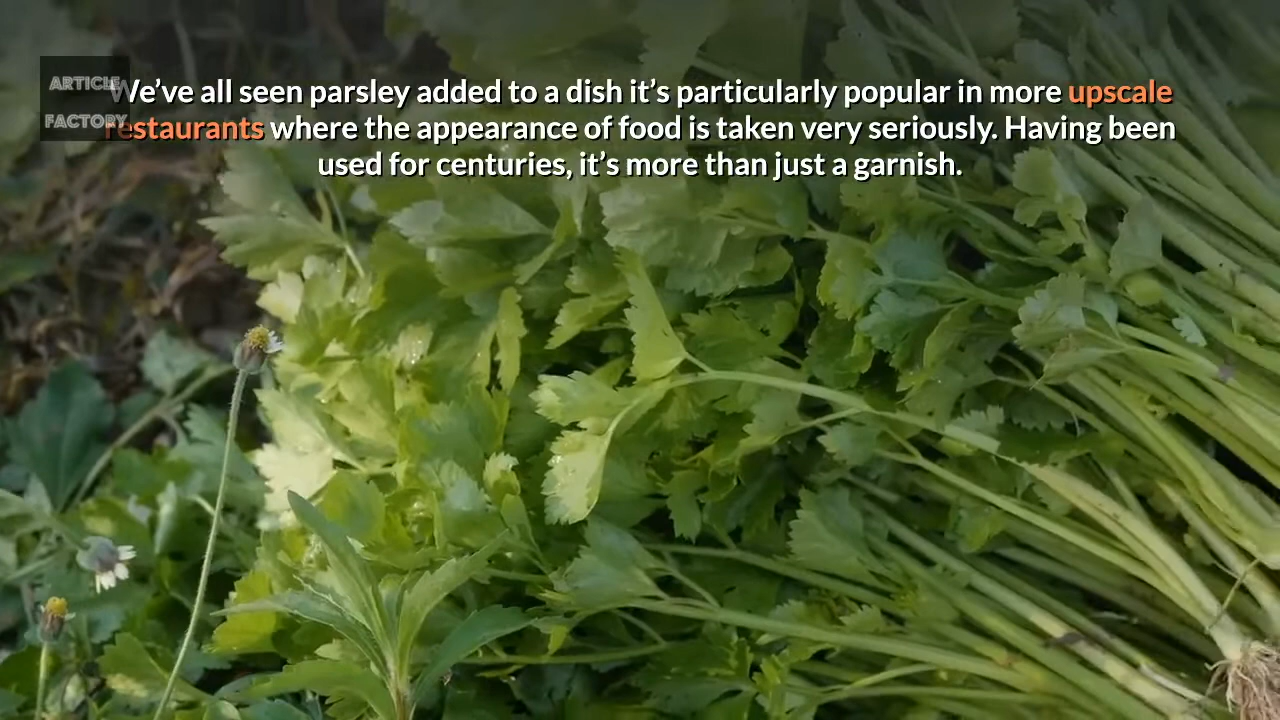 ARTICLE
FACTORY
We’ve all seen parsley added to a dish it’s particularly popular in more upscale
restaurants where the appearance of food is taken very seriously. Having been
used for centuries, it’s more than just a garnish.